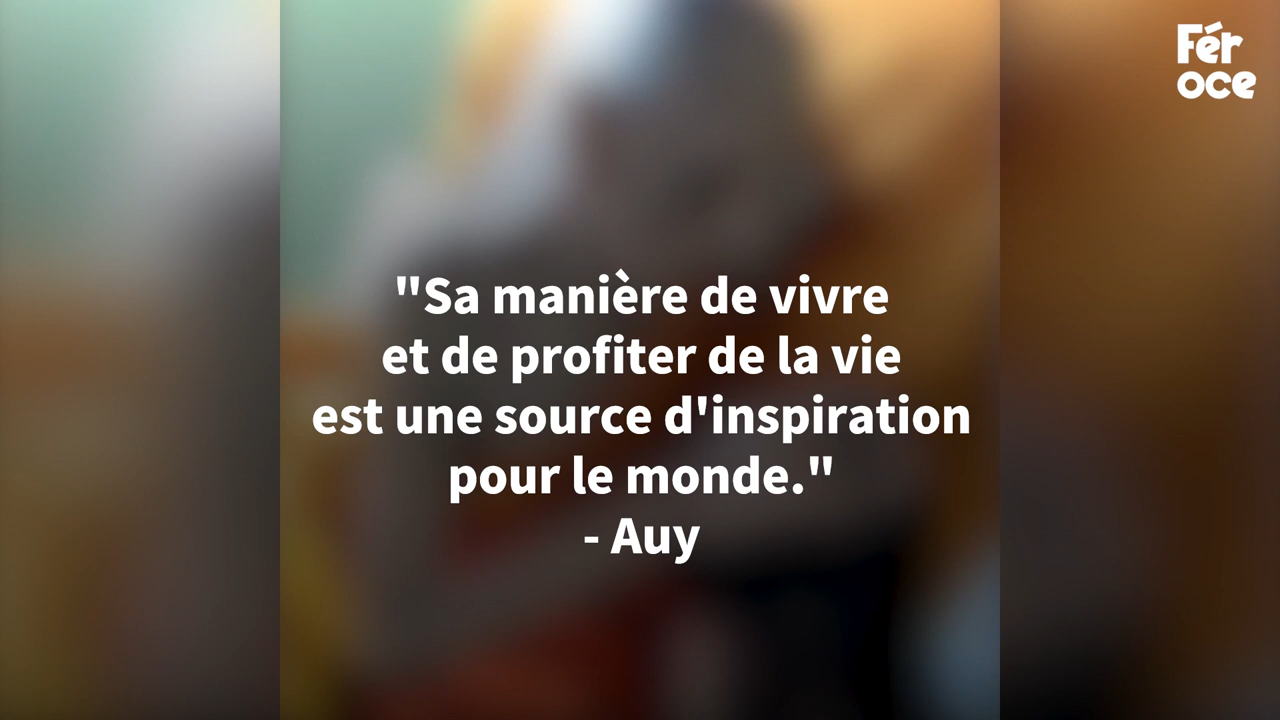 Fér
oce
"Sa manière de vivre
et de profiter de la vie
est une source d'inspiration
pour le monde."
- Auy